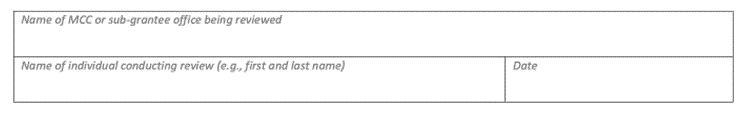 Name of MCC or sub-grantee office being reviewed
Name of individual conducting review (e.g., first and last name)
Date